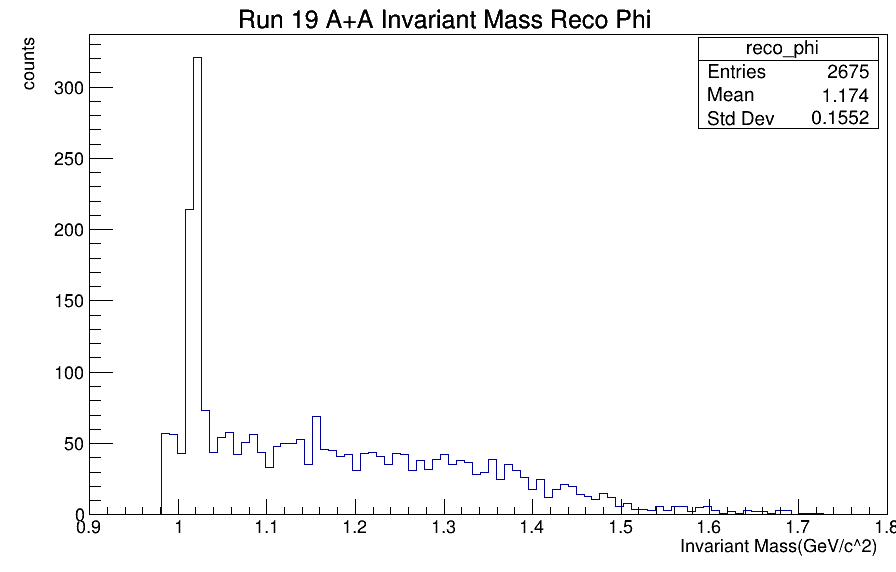 Run 19 A+A Invariant Mass Reco Phi
counts
reco_phi
Entries 2675
Mean 1.174
Std Dev 0.1552
300
250
200
150
100
50
0
0.9 1 1.1 1.2 1.3 1.4 1.5 1.6 1.7 1.8
Invariant Mass(GeV/c^2)